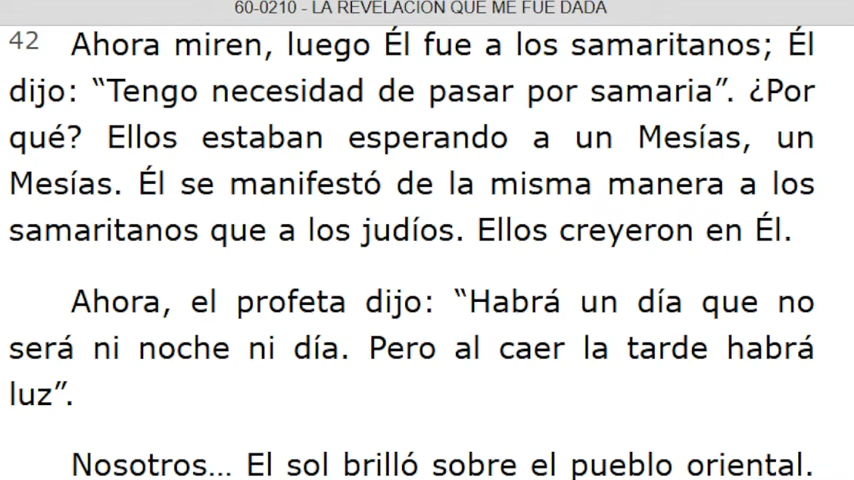 60-0210 - LA REVELACION QUE ME FUE DADA
42 Ahora miren, luego Él fue a los samaritanos; Él
dijo: “Tengo necesidad de pasar por samaria”. ¿Por
qué? Ellos estaban esperando a un Mesías, un
Mesías. Él se manifestó de la misma manera a los
samaritanos que a los judíos. Ellos creyeron en Él.
Ahora, el profeta dijo: “Habrá un día que no
será ni noche ni día. Pero al caer la tarde habrá
luz”.
Nosotros... El sol brilló sobre el pueblo oriental.